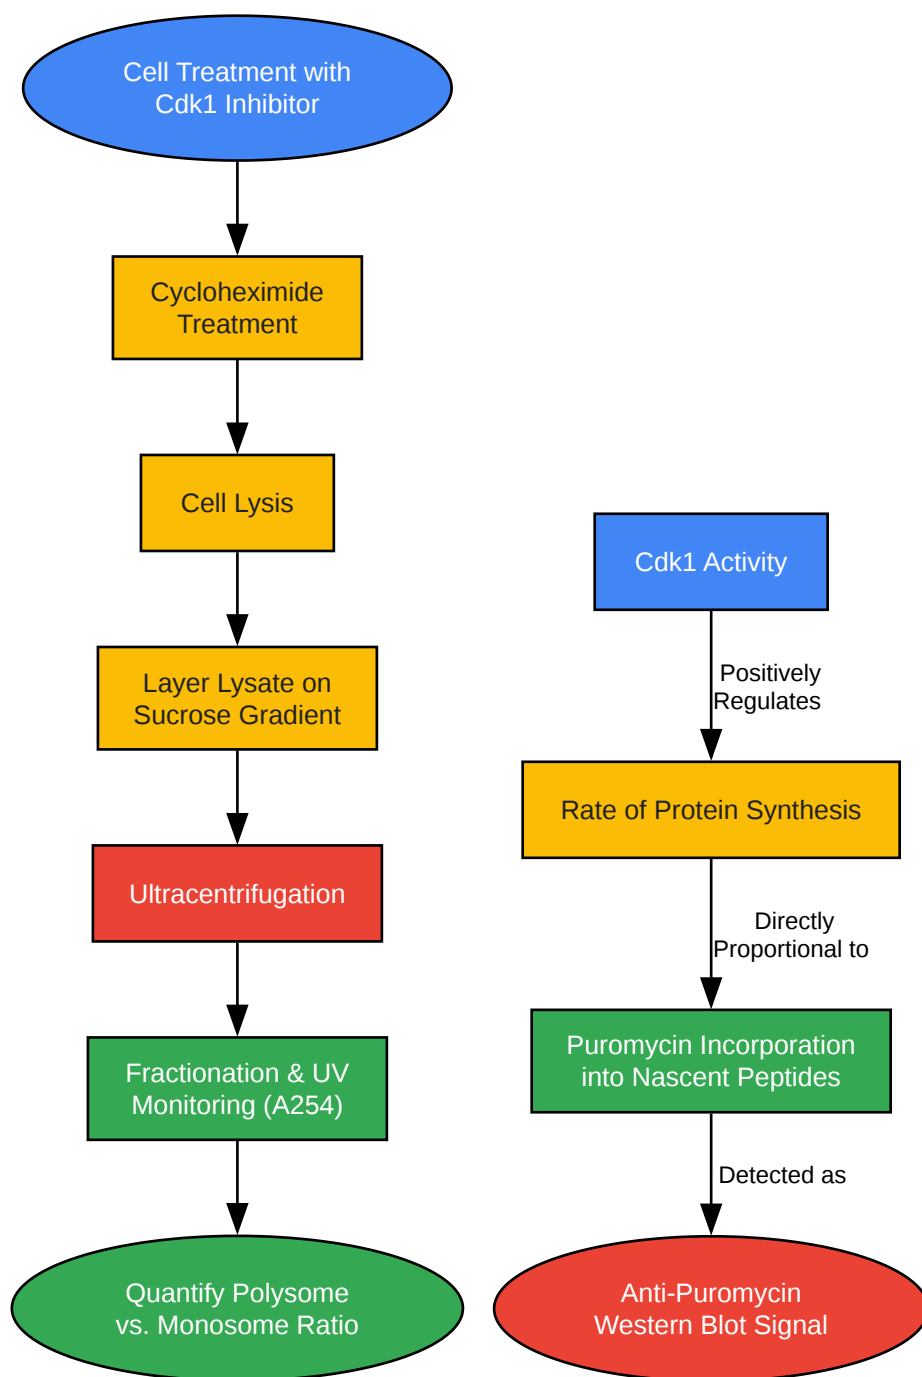 Cell Treatment with
Cdk1 Inhibitor
Cycloheximide
Treatment
Cell Lysis
Layer Lysate on
Sucrose Gradient
Ultracentrifugation
Fractionation & UV
Monitoring (A254)
Quantify Polysome
vs. Monosome Ratio
Cdk1 Activity
Positively
Regulates
Rate of Protein Synthesis
Directly
Proportional to
Puromycin Incorporation
into Nascent Peptides
Detected as
Anti-Puromycin
Western Blot Signal